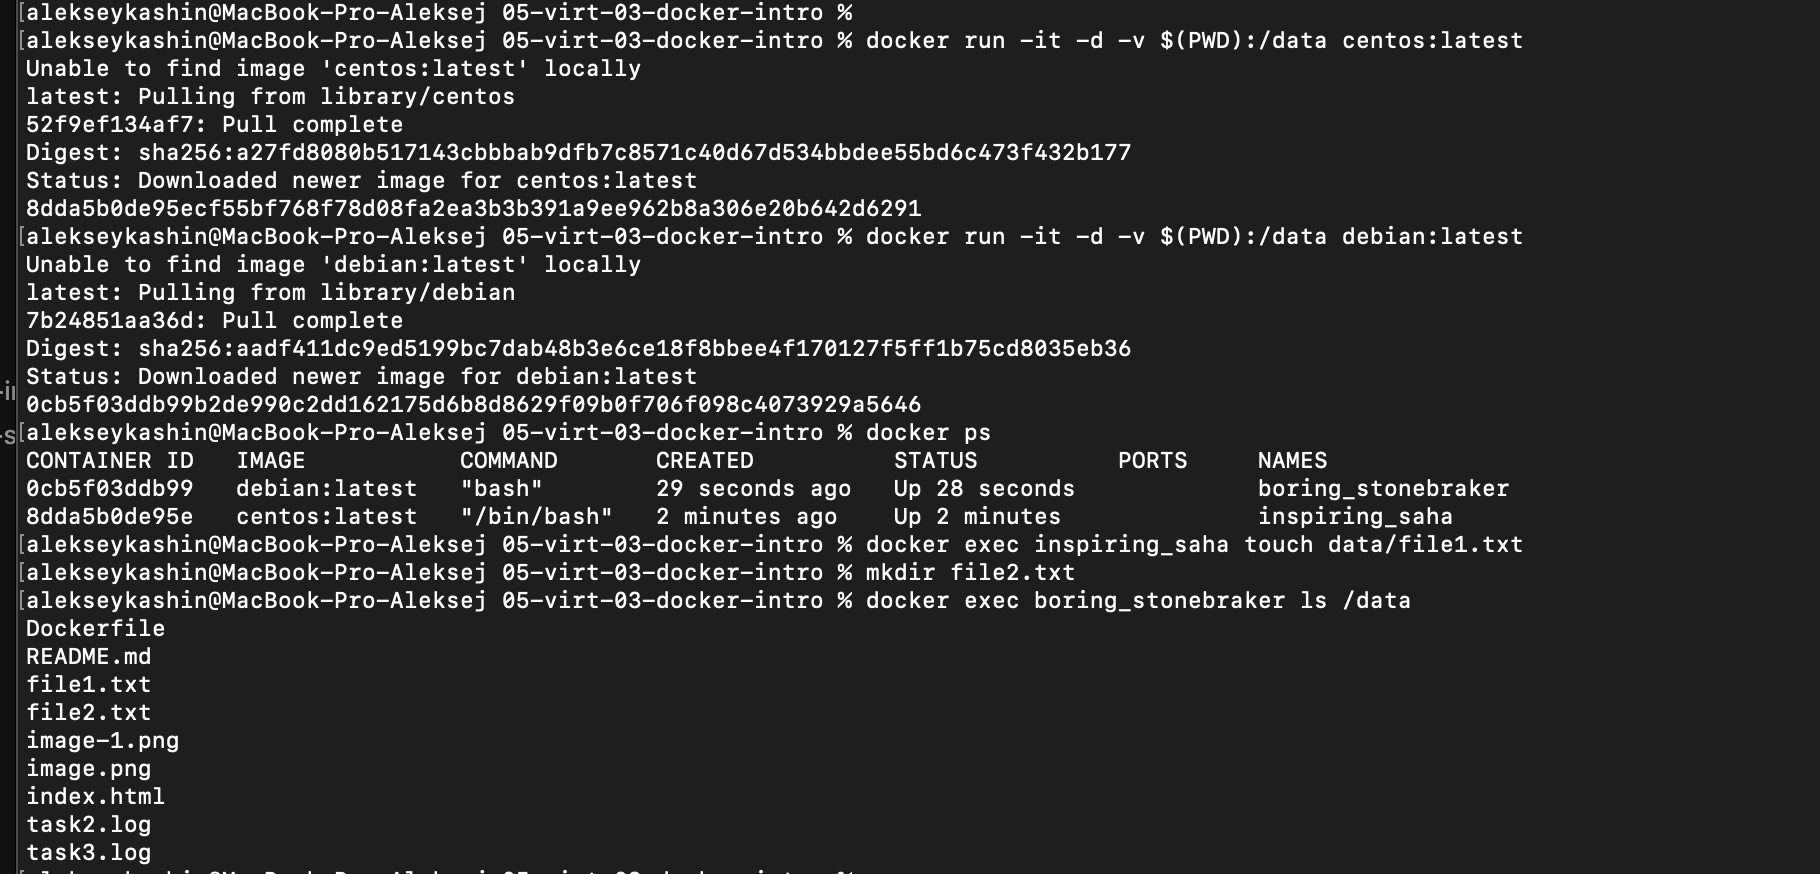 [alekseykashin@MacBook-Pro-Aleksej 05-virt-03-docker-intro %
[alekseykashin@MacBook-Pro-Aleksej 05-virt-03-docker-intro % docker run -it -d -v $(PWD):/data centos:latest
Unable to find image 'centos:latest' locally
latest: Pulling from library/centos
52f9ef134af7: Pull complete
Digest: sha256:a27fd8080b517143cbbbab9dfb7c8571c40d67d534bbdee55bd6c473f432b177
Status: Downloaded newer image for centos:latest
8dda5b0de95ecf55bf768f78d08fa2ea3b3b391a9ee962b8a306e20b642d6291
[alekseykashin@MacBook-Pro-Aleksej 05-virt-03-docker-intro % docker run -it -d -v $(PWD):/data debian:latest
Unable to find image 'debian:latest' locally
latest: Pulling from library/debian
7b24851aa36d: Pull complete
Digest: sha256:aadf411dc9ed5199bc7dab48b3e6ce18f8bbee4f170127f5ff1b75cd8035eb36
Status: Downloaded newer image for debian:latest
0cb5f03ddb99b2de990c2dd162175d6b8d8629f09b0f706f098c4073929a5646
[alekseykashin@MacBook-Pro-Aleksej 05-virt-03-docker-intro % docker ps
CONTAINER ID   IMAGE           COMMAND       CREATED          STATUS          PORTS     NAMES
0cb5f03ddb99   debian:latest   "bash"        29 seconds ago   Up 28 seconds             boring_stonebraker
8dda5b0de95e   centos:latest   "/bin/bash"   2 minutes ago    Up 2 minutes              inspiring_saha
[alekseykashin@MacBook-Pro-Aleksej 05-virt-03-docker-intro % docker exec inspiring_saha touch data/file1.txt
[alekseykashin@MacBook-Pro-Aleksej 05-virt-03-docker-intro % mkdir file2.txt
[alekseykashin@MacBook-Pro-Aleksej 05-virt-03-docker-intro % docker exec boring_stonebraker ls /data
Dockerfile
README.md
file1.txt
file2.txt
image-1.png
image.png
index.html
task2.log
task3.log